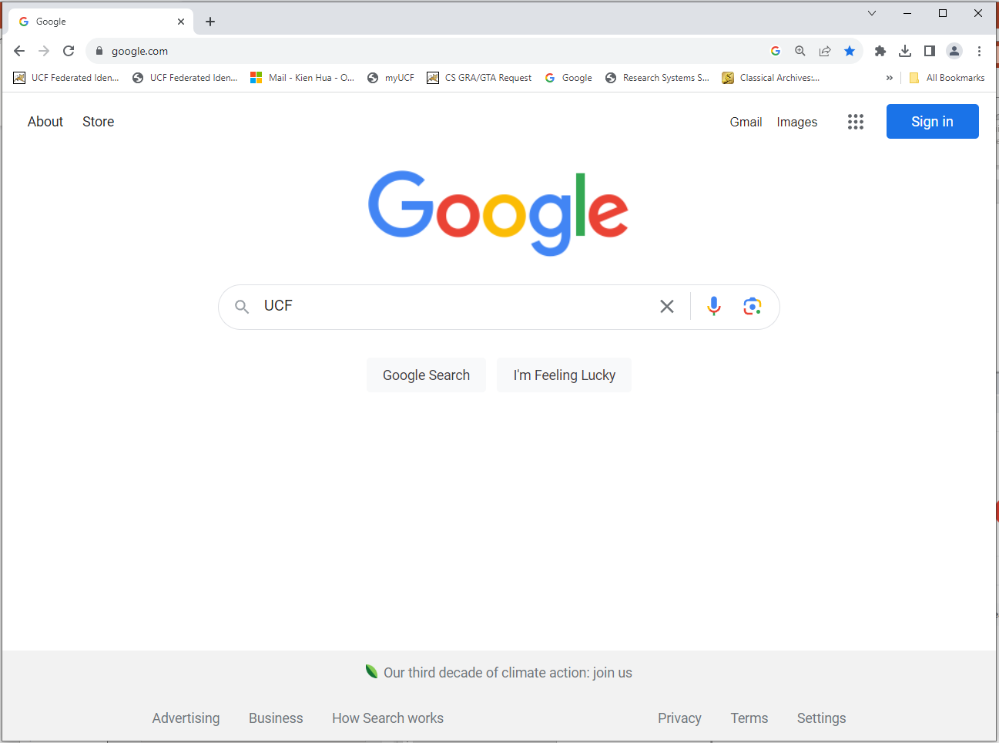 Google
google.com
UCF Federated Iden... UCF Federated Iden... Mail - Kien Hua - O... myUCF CS GRA/GTA Request Google Research Systems S... Classical Archives:... » All Bookmarks
About Store Gmail Images Sign in
Google
UCF
Google Search I'm Feeling Lucky
Our third decade of climate action: join us
Advertising Business How Search works Privacy Terms Settings